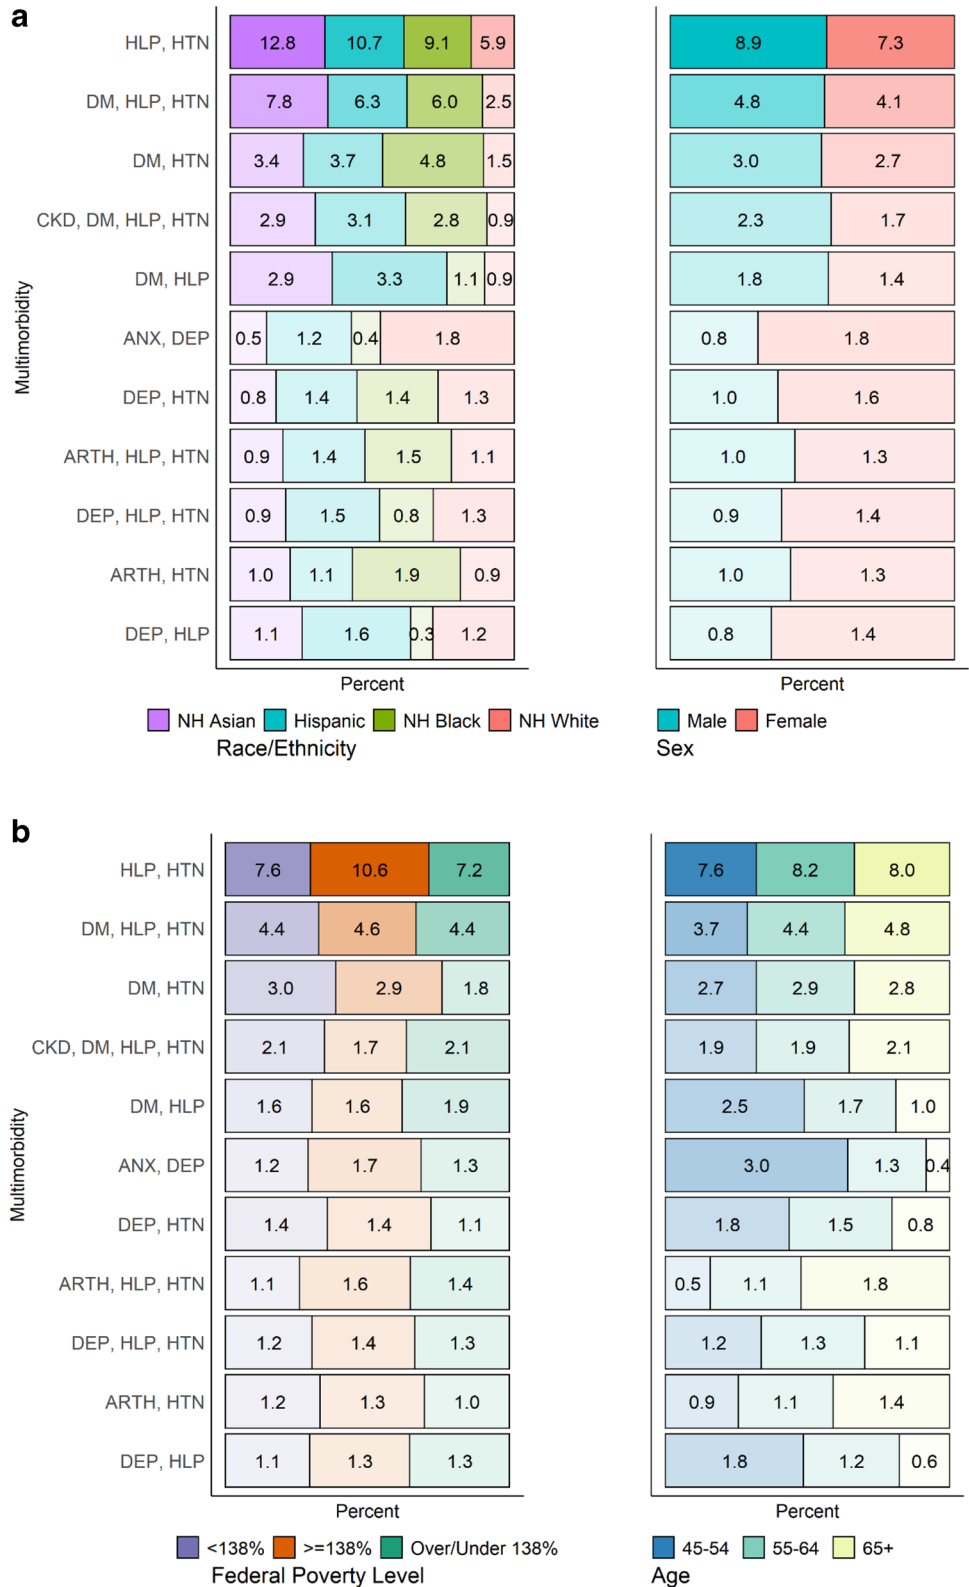 a
HLP, HTN 12.8 10.7 9.1 5.9 8.9 7.3
DM, HLP, HTN 7.8 6.3 6.0 2.5 4.8 4.1
DM, HTN 3.4 3.7 4.8 1.5 3.0 2.7
CKD, DM, HLP, HTN 2.9 3.1 2.8 0.9 2.3 1.7
DM, HLP 2.9 3.3 1.1 0.9 1.8 1.4
ANX, DEP 0.5 1.2 0.4 1.8 0.8 1.8
DEP, HTN 0.8 1.4 1.4 1.3 1.0 1.6
ARTH, HLP, HTN 0.9 1.4 1.5 1.1 1.0 1.3
DEP, HLP, HTN 0.9 1.5 0.8 1.3 0.9 1.4
ARTH, HTN 1.0 1.1 1.9 0.9 1.0 1.3
DEP, HLP 1.1 1.6 0.3 1.2 0.8 1.4
Multimorbidity
Percent Percent
NH Asian Hispanic NH Black NH White Male Female
Race/Ethnicity Sex
b
HLP, HTN 7.6 10.6 7.2 7.6 8.2 8.0
DM, HLP, HTN 4.4 4.6 4.4 3.7 4.4 4.8
DM, HTN 3.0 2.9 1.8 2.7 2.9 2.8
CKD, DM, HLP, HTN 2.1 1.7 2.1 1.9 1.9 2.1
DM, HLP 1.6 1.6 1.9 2.5 1.7 1.0
ANX, DEP 1.2 1.7 1.3 3.0 1.3 0.4
DEP, HTN 1.4 1.4 1.1 1.8 1.5 0.8
ARTH, HLP, HTN 1.1 1.6 1.4 0.5 1.1 1.8
DEP, HLP, HTN 1.2 1.4 1.3 1.2 1.3 1.1
ARTH, HTN 1.2 1.3 1.0 0.9 1.1 1.4
DEP, HLP 1.1 1.3 1.3 1.8 1.2 0.6
Multimorbidity
Percent Percent
<138% >=138% Over/Under 138% 45-54 55-64 65+
Federal Poverty Level Age